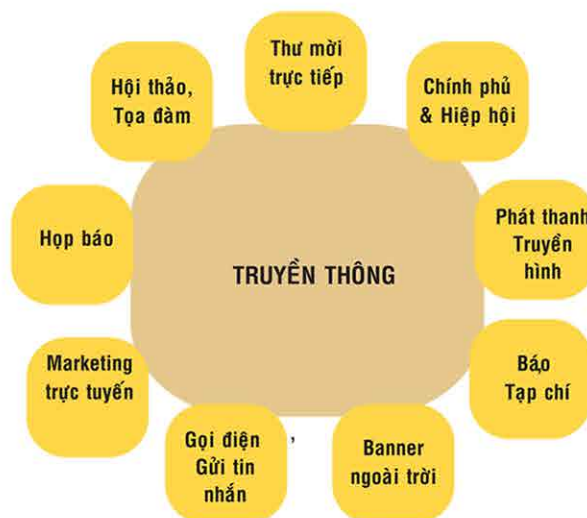 Thư mời
trực tiếp
Chính phủ
& Hiệp hội
Phát thanh
Truyền
hình
Báo
Tạp chí
Banner
ngoài trời
Gọi điện ,
Gửi tin
nhắn
Marketing
trực tuyến
Họp báo
Hội thảo,
Tọa đàm
TRUYỀN THÔNG